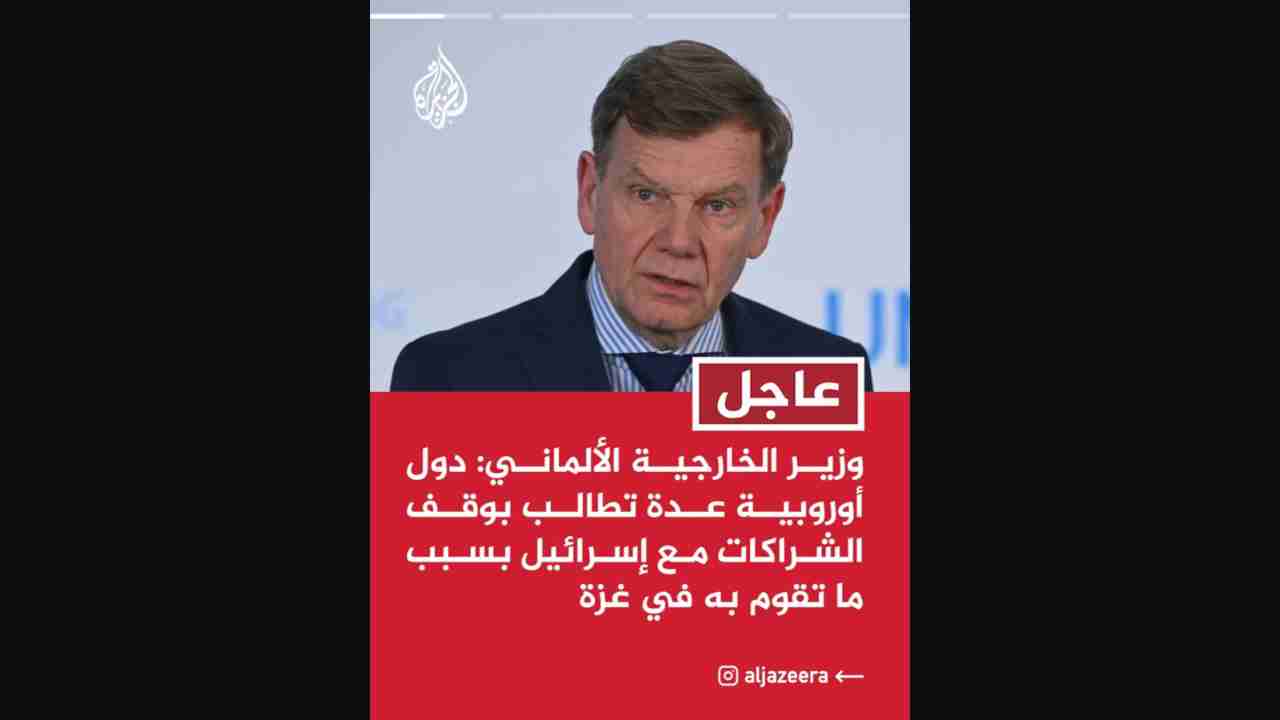 الجزيرة
عاجل
وزير الخارجية الألماني: دول
أوروبية عدة تطالب بوقف
الشراكات مع إسرائيل بسبب
ما تقوم به في غزة
aljazeera